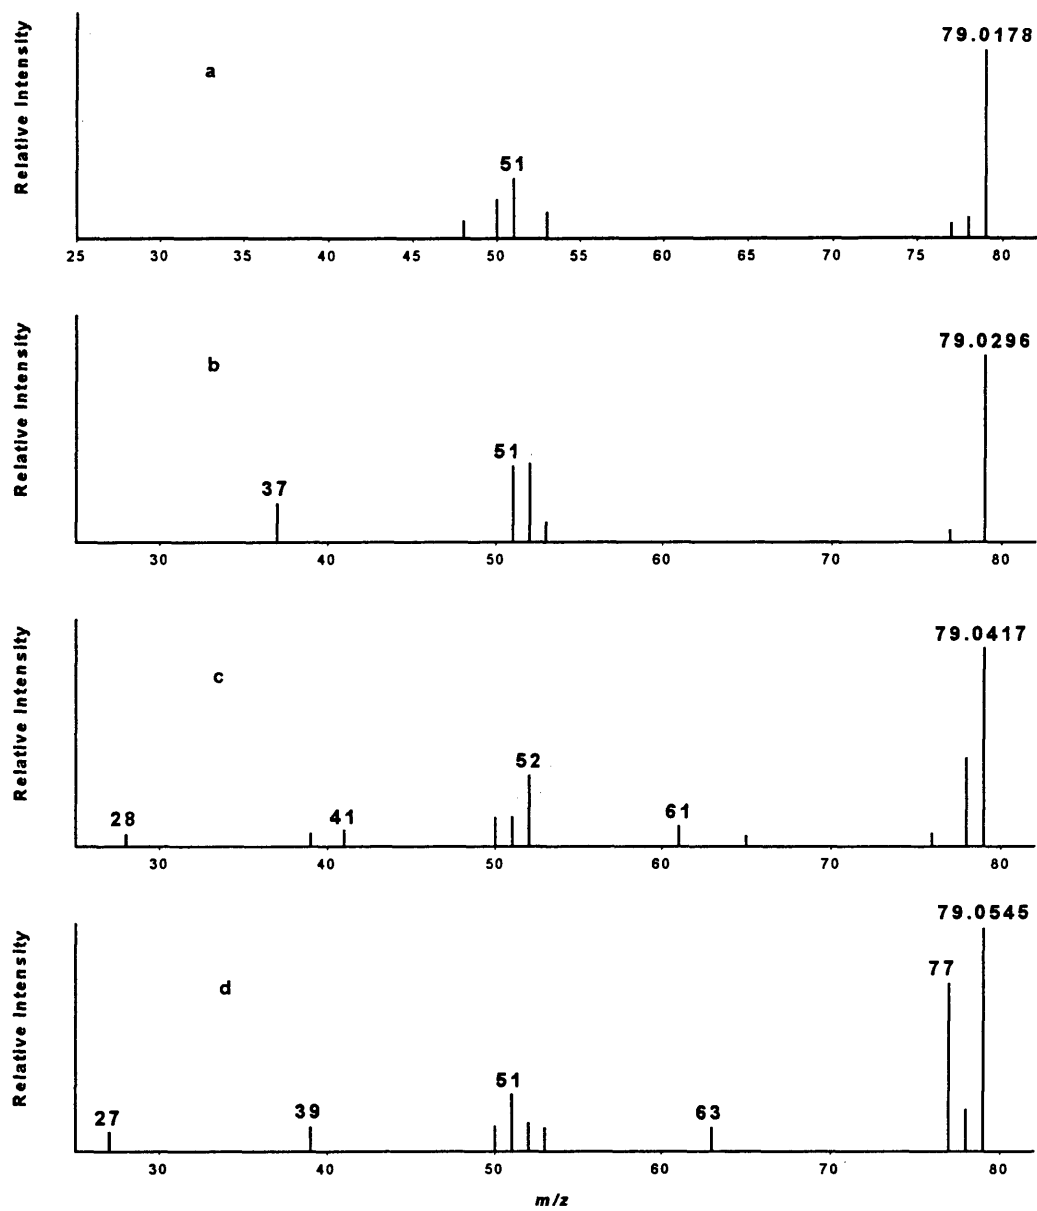 Relative Intensity
a
79.0178
51
25 30 35 40 45 50 55 60 65 70 75 80
Relative Intensity
b
79.0296
51
37
30 40 50 60 70 80
Relative Intensity
c
79.0417
52
28 41 61
30 40 50 60 70 80
Relative Intensity
d
79.0545
77
51
27 39 63
30 40 50 60 70 80
m/z